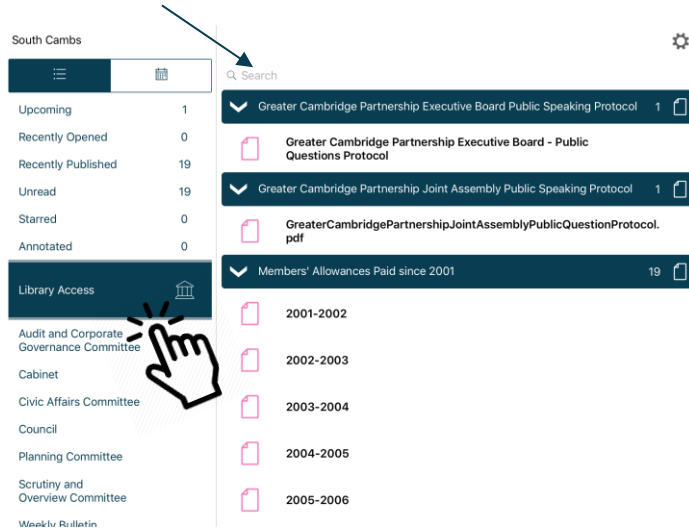 South Cambs
Search
Upcoming 1
Recently Opened 0
Recently Published 19
Unread 19
Starred 0
Annotated 0
Library Access
Audit and Corporate
Governance Committee
Cabinet
Civic Affairs Committee
Council
Planning Committee
Scrutiny and
Overview Committee
Weekly Bulletin
Greater Cambridge Partnership Executive Board Public Speaking Protocol 1
Greater Cambridge Partnership Executive Board - Public
Questions Protocol
Greater Cambridge Partnership Joint Assembly Public Speaking Protocol 1
GreaterCambridgePartnershipJointAssemblyPublicQuestionProtocol.
pdf
Members' Allowances Paid since 2001 19
2001-2002
2002-2003
2003-2004
2004-2005
2005-2006